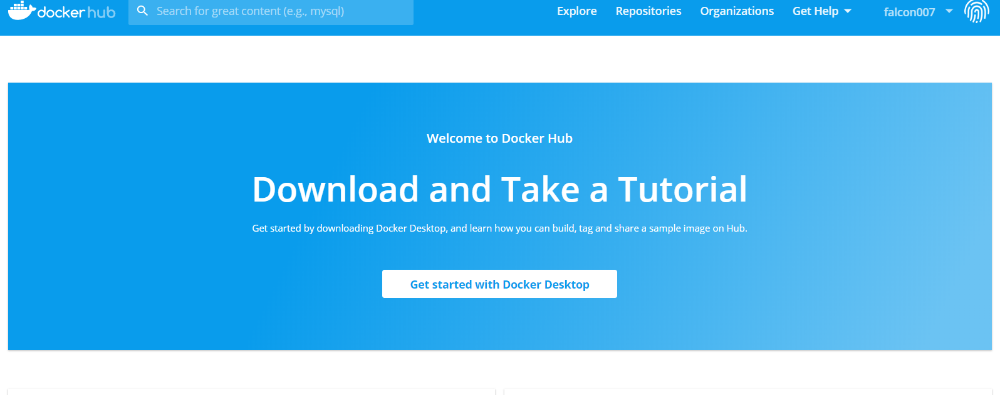 docker hub
Search for great content (e.g., mysql)
Explore
Repositories
Organizations
Get Help
falcon007
Welcome to Docker Hub
Download and Take a Tutorial
Get started by downloading Docker Desktop, and learn how you can build, tag and share a sample image on Hub.
Get started with Docker Desktop